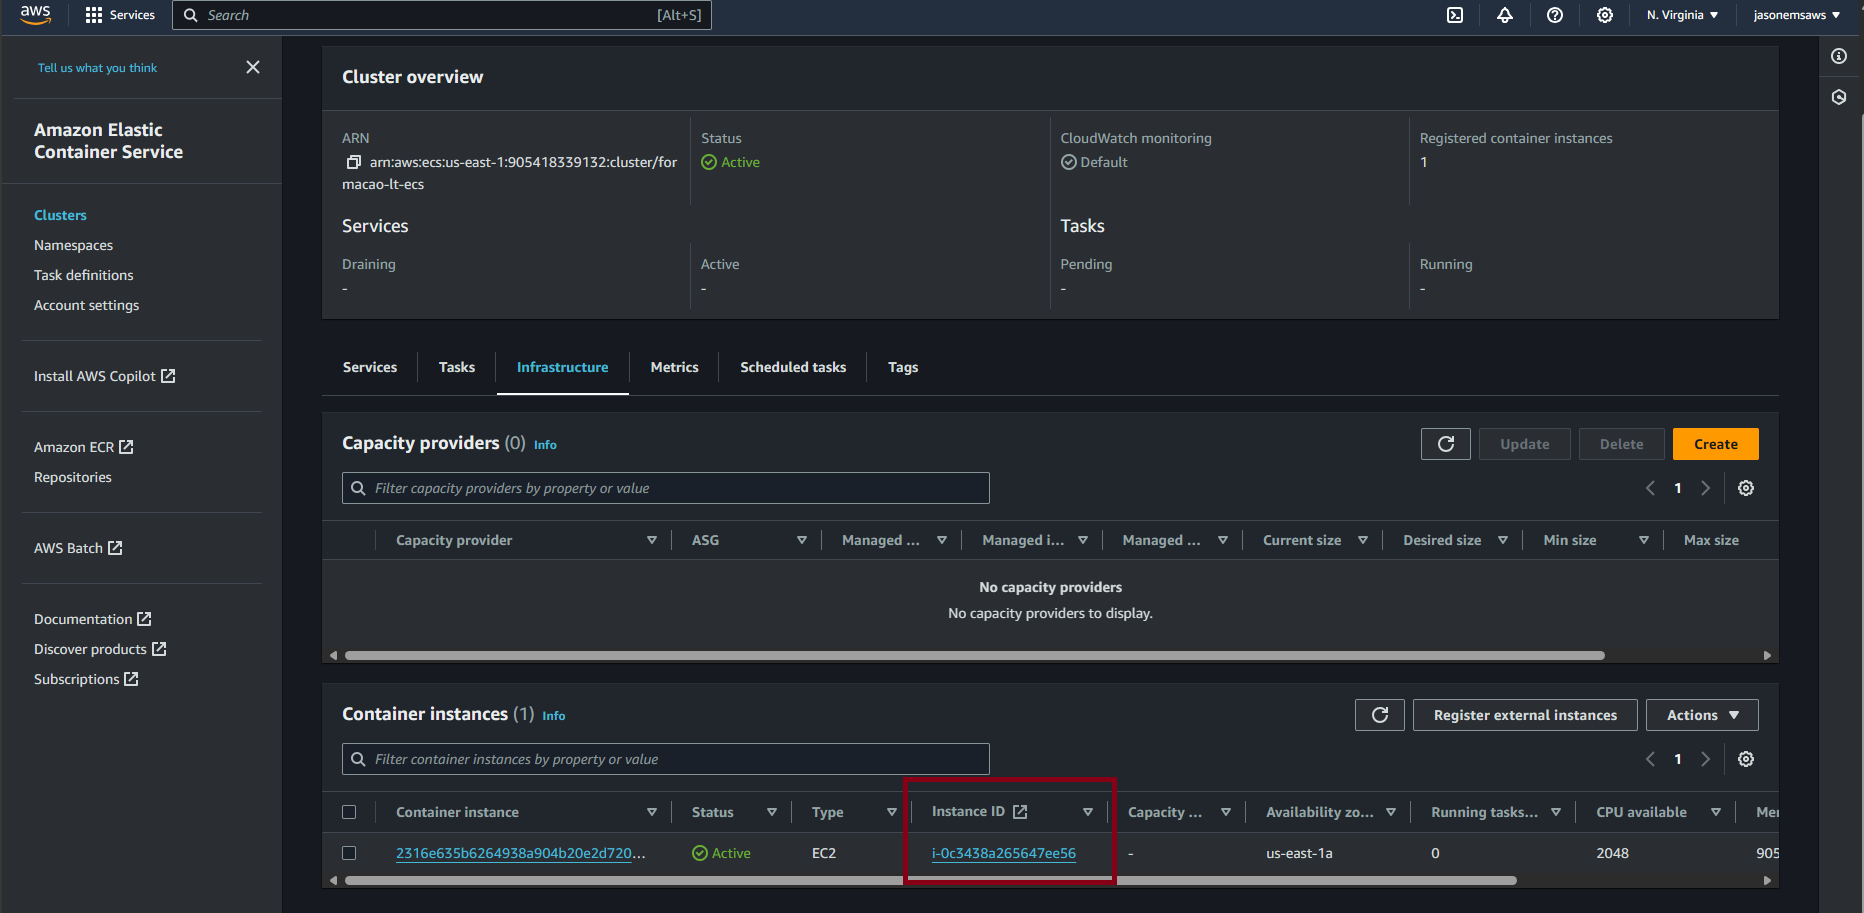 aws
Services
Search
[Alt+S]
N. Virginia
jasonemsaws
Tell us what you think
Amazon Elastic
Container Service
Clusters
Namespaces
Task definitions
Account settings
Install AWS Copilot
Amazon ECR
Repositories
AWS Batch
Documentation
Discover products
Subscriptions
Cluster overview
ARN
arn:aws:ecs:us-east-1:905418339132:cluster/for
macao-lt-ecs
Status
Active
CloudWatch monitoring
Default
Registered container instances
1
Services
Tasks
Draining
-
Active
-
Pending
-
Running
-
Services
Tasks
Infrastructure
Metrics
Scheduled tasks
Tags
Capacity providers (0) Info
Update
Delete
Create
Filter capacity providers by property or value
1
Capacity provider
ASG
Managed ...
Managed i...
Managed ...
Current size
Desired size
Min size
Max size
No capacity providers
No capacity providers to display.
Container instances (1) Info
Register external instances
Actions
Filter container instances by property or value
1
Container instance
Status
Type
Instance ID
Capacity ...
Availability zo...
Running tasks...
CPU available
Mer
2316e635b6264938a904b20e2d720...
Active
EC2
i-0c3438a265647ee56
-
us-east-1a
0
2048
905